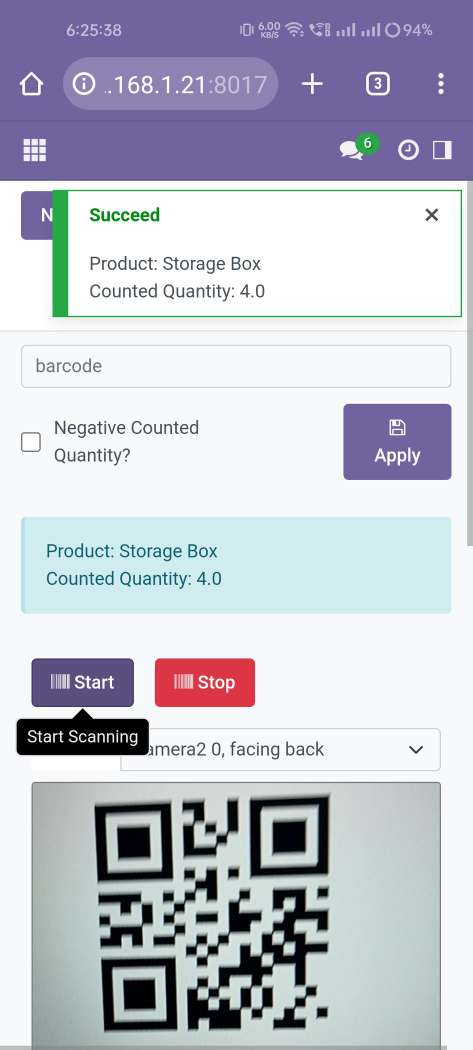 6:25:38
6.00
KB/S
94%
.168.1.21:8017
3
6
N
Succeed
Product: Storage Box
Counted Quantity: 4.0
barcode
Negative Counted
Quantity?
Apply
Product: Storage Box
Counted Quantity: 4.0
Start
Stop
Start Scanning
amera2 0, facing back